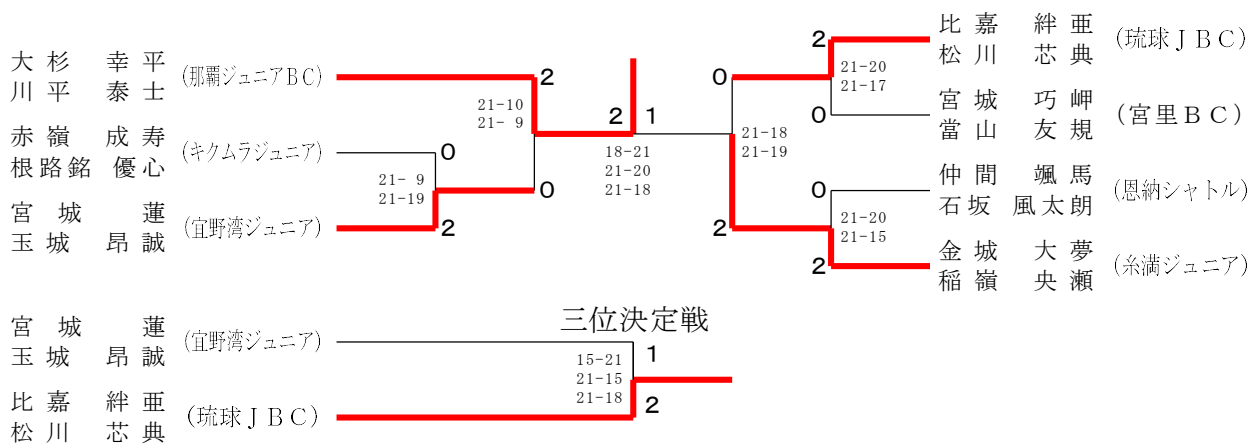 大杉 幸平
川平 泰士
(那覇ジュニアBC)
2
21-10
21- 9
赤嶺 成寿
根路銘 優心
(キクムラジュニア)
0
21- 9
21-19
0
宮城 蓮
玉城 昂誠
(宜野湾ジュニア)
2
2
1
18-21
21-20
21-18
比嘉 絆亜
松川 芯典
(琉球JBC)
2
0
21-20
21-17
宮城 巧岬
當山 友規
(宮里BC)
0
21-18
21-19
仲間 颯馬
石坂 風太朗
(恩納シャトル)
0
21-20
21-15
2
金城 大夢
稲嶺 央瀬
(糸満ジュニア)
2
三位決定戦
宮城 蓮
玉城 昂誠
(宜野湾ジュニア)
1
15-21
21-15
21-18
比嘉 絆亜
松川 芯典
(琉球JBC)
2